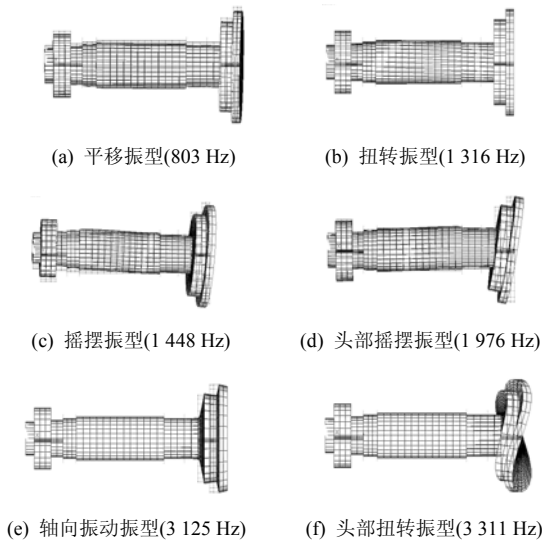 (a) 平移振型(803 Hz)
(b) 扭转振型(1 316 Hz)
(c) 摇摆振型(1 448 Hz)
(d) 头部摇摆振型(1 976 Hz)
(e) 轴向振动振型(3 125 Hz)
(f) 头部扭转振型(3 311 Hz)